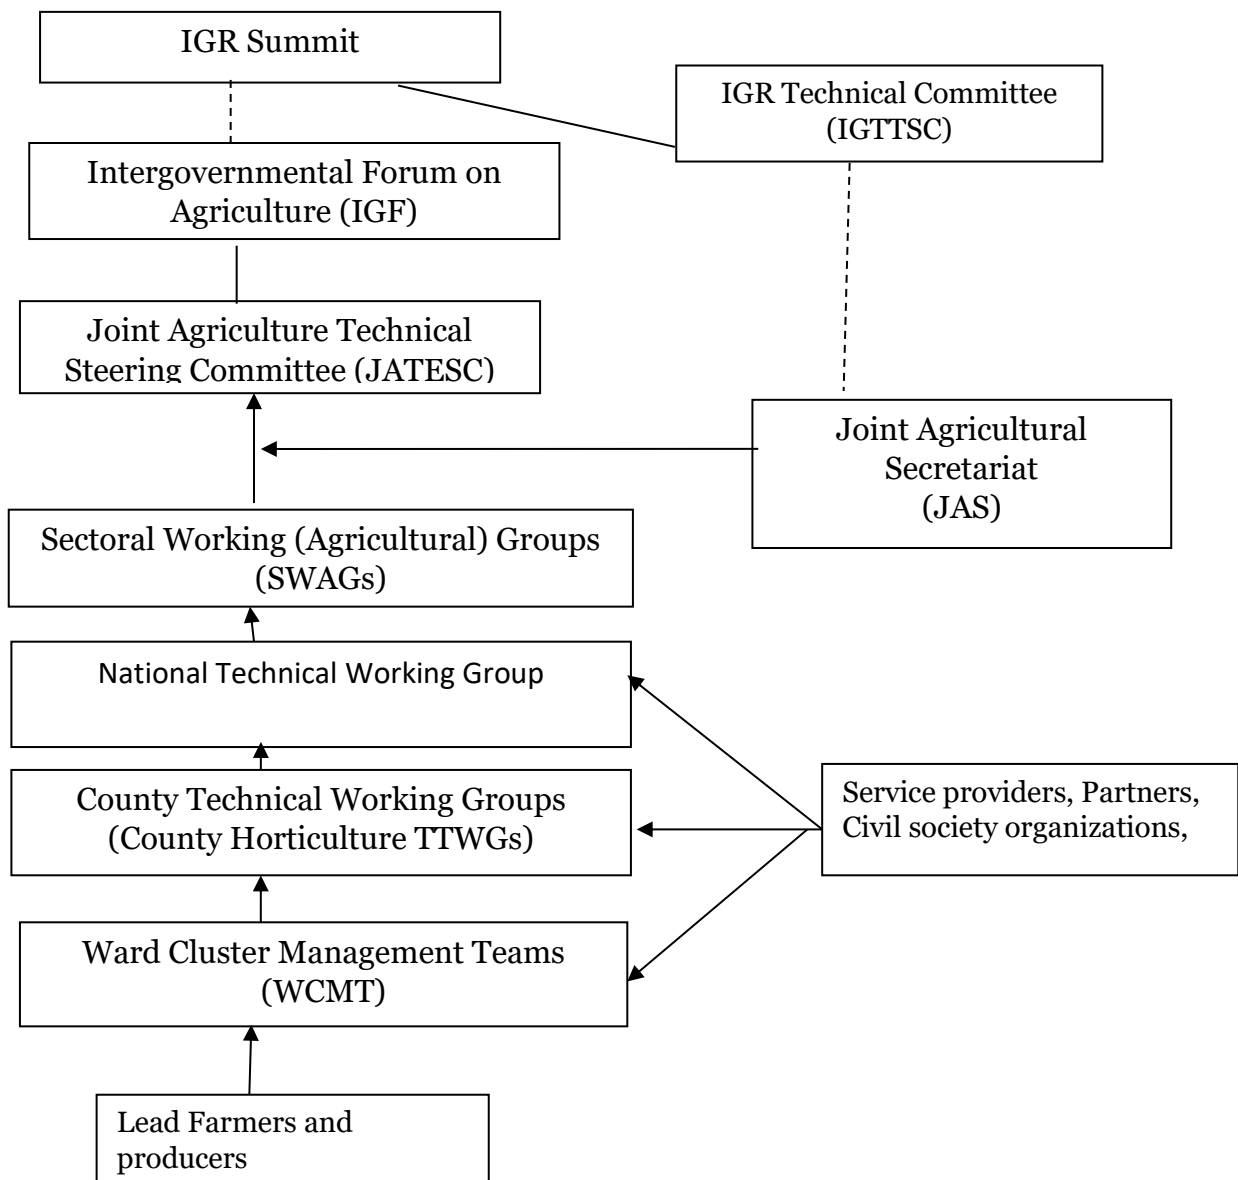 IGR Summit
IGR Technical Committee
(IGTTSC)
Intergovernmental Forum on
Agriculture (IGF)
Joint Agriculture Technical
Steering Committee (JATESC)
Joint Agricultural
Secretariat
(JAS)
Sectoral Working (Agricultural) Groups
(SWAGs)
National Technical Working Group
County Technical Working Groups
(County Horticulture TTWGs)
Service providers, Partners,
Civil society organizations,
Ward Cluster Management Teams
(WCMT)
Lead Farmers and
producers